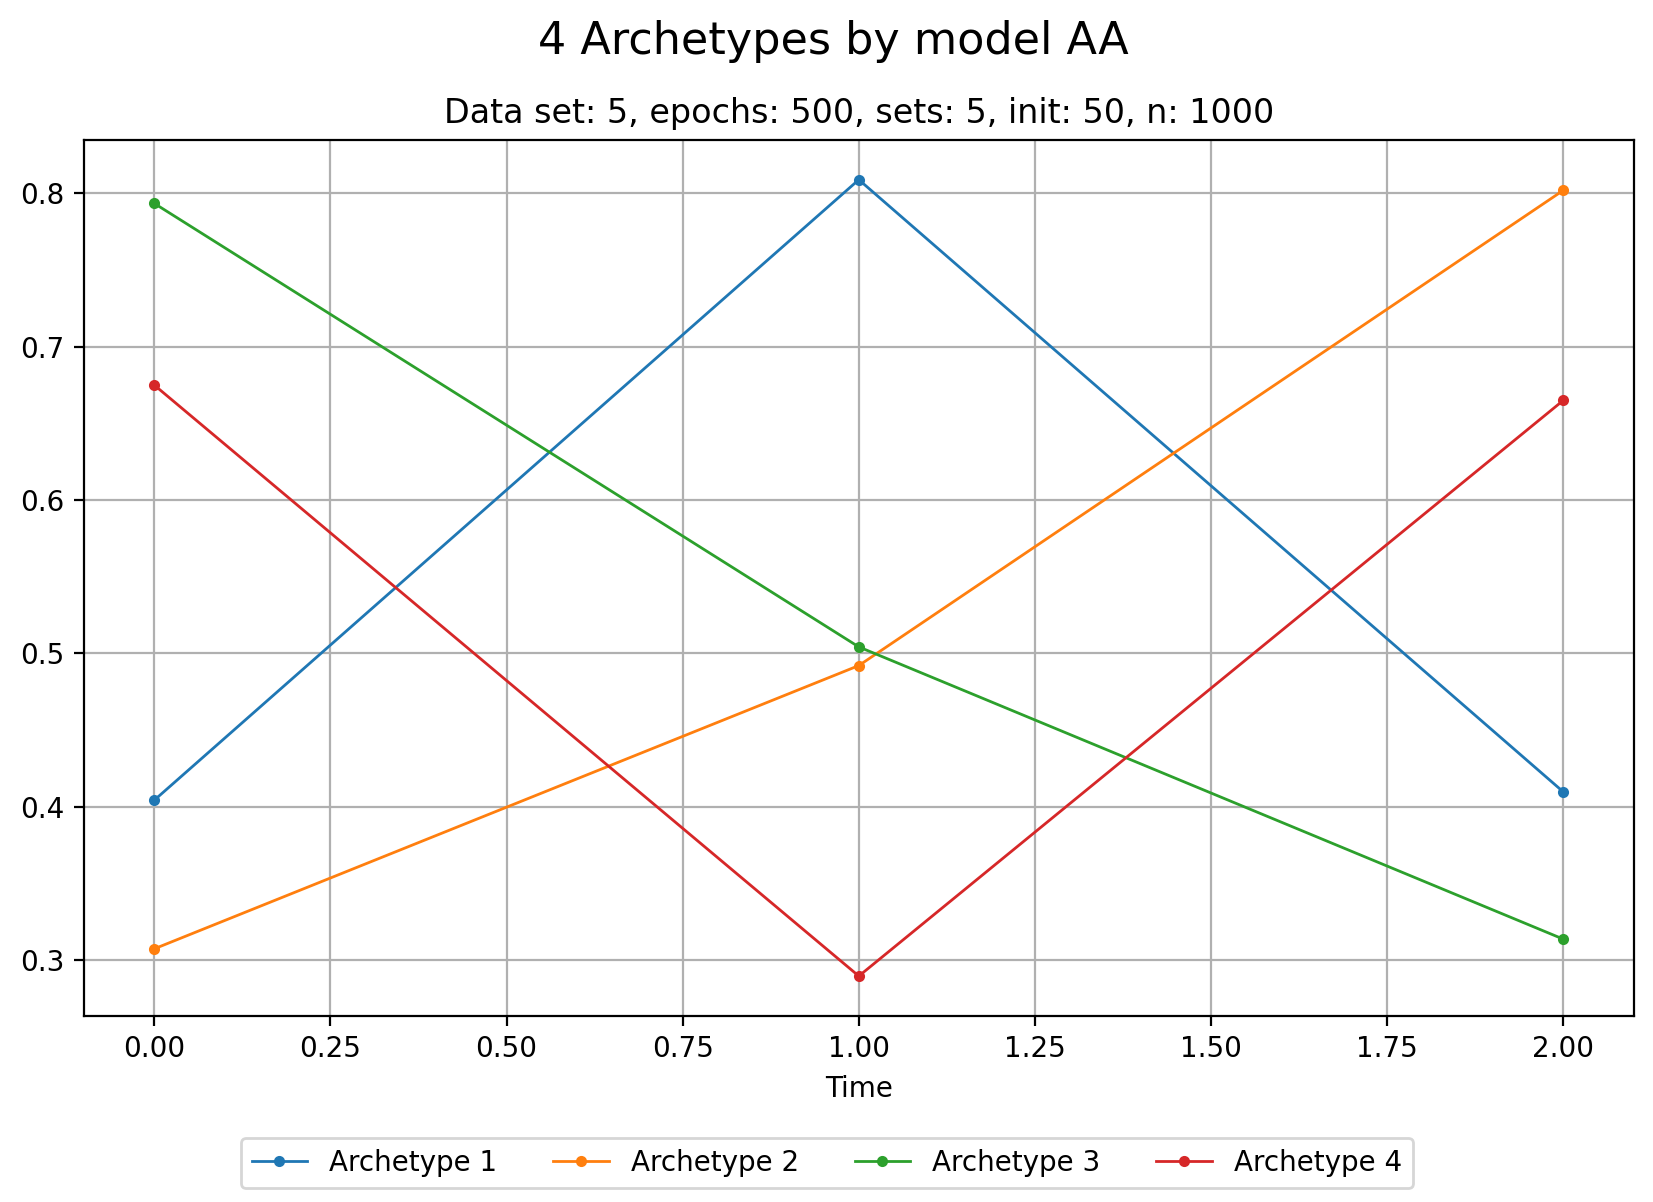 4 Archetypes by model AA
Data set: 5, epochs: 500, sets: 5, init: 50, n: 1000
0.8
0.7
0.6
0.5
0.4
0.3
0.00 0.25 0.50 0.75 1.00 1.25 1.50 1.75 2.00
Time
Archetype 1 Archetype 2 Archetype 3 Archetype 4